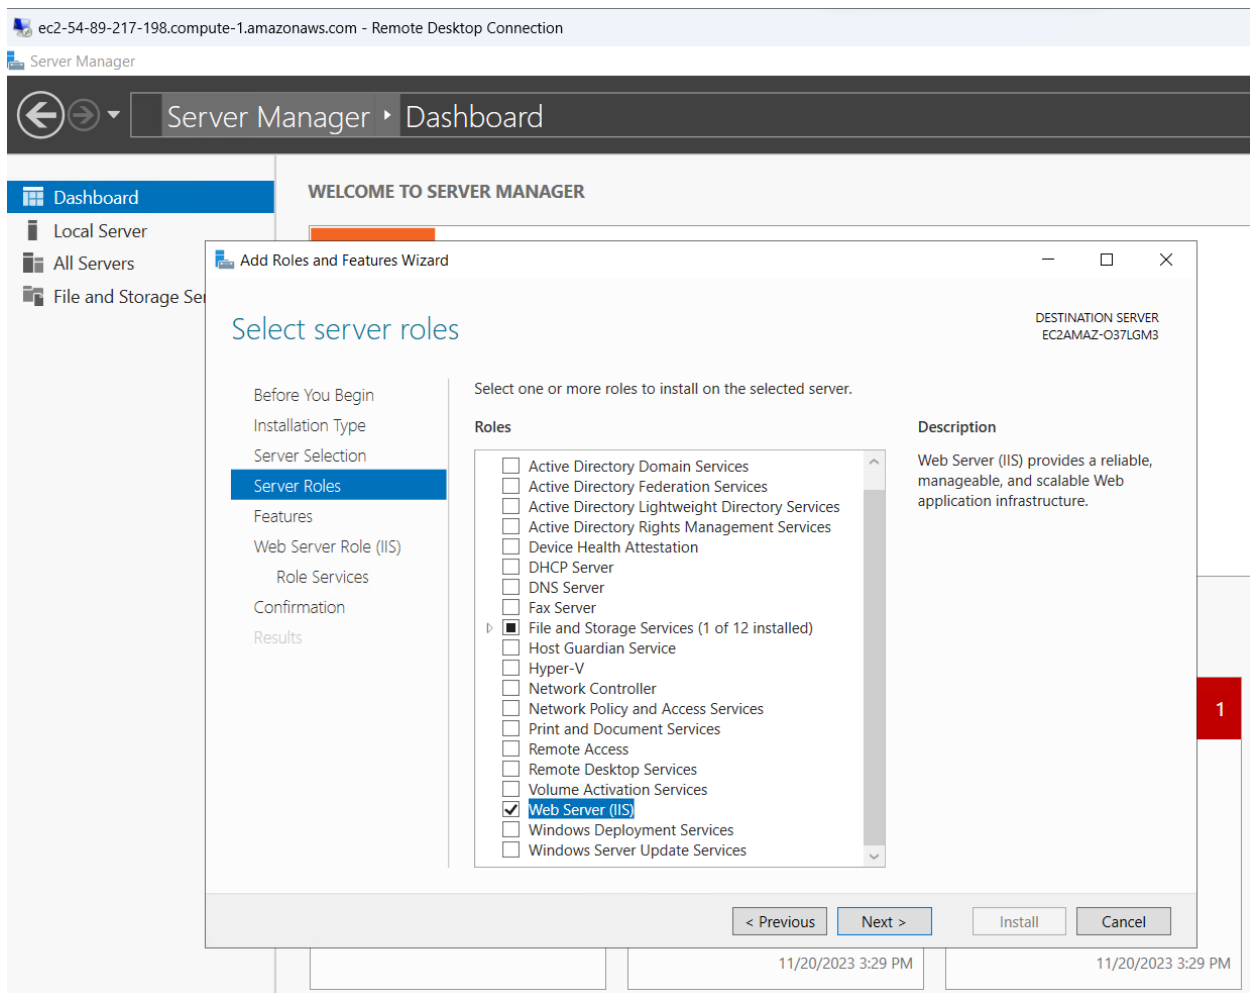 ec2-54-89-217-198.compute-1.amazonaws.com - Remote Desktop Connection
Server Manager
Server Manager ‣ Dashboard
Dashboard
Local Server
All Servers
File and Storage Ser
WELCOME TO SERVER MANAGER
Add Roles and Features Wizard
Select server roles
DESTINATION SERVER
EC2AMAZ-O37LGM3
Before You Begin
Installation Type
Server Selection
Server Roles
Features
Web Server Role (IIS)
Role Services
Confirmation
Results
Select one or more roles to install on the selected server.
Roles
Active Directory Domain Services
Active Directory Federation Services
Active Directory Lightweight Directory Services
Active Directory Rights Management Services
Device Health Attestation
DHCP Server
DNS Server
Fax Server
File and Storage Services (1 of 12 installed)
Host Guardian Service
Hyper-V
Network Controller
Network Policy and Access Services
Print and Document Services
Remote Access
Remote Desktop Services
Volume Activation Services
Web Server (IIS)
Windows Deployment Services
Windows Server Update Services
Description
Web Server (IIS) provides a reliable,
manageable, and scalable Web
application infrastructure.
1
< Previous
Next >
Install
Cancel
11/20/2023 3:29 PM
11/20/2023 3:29 PM